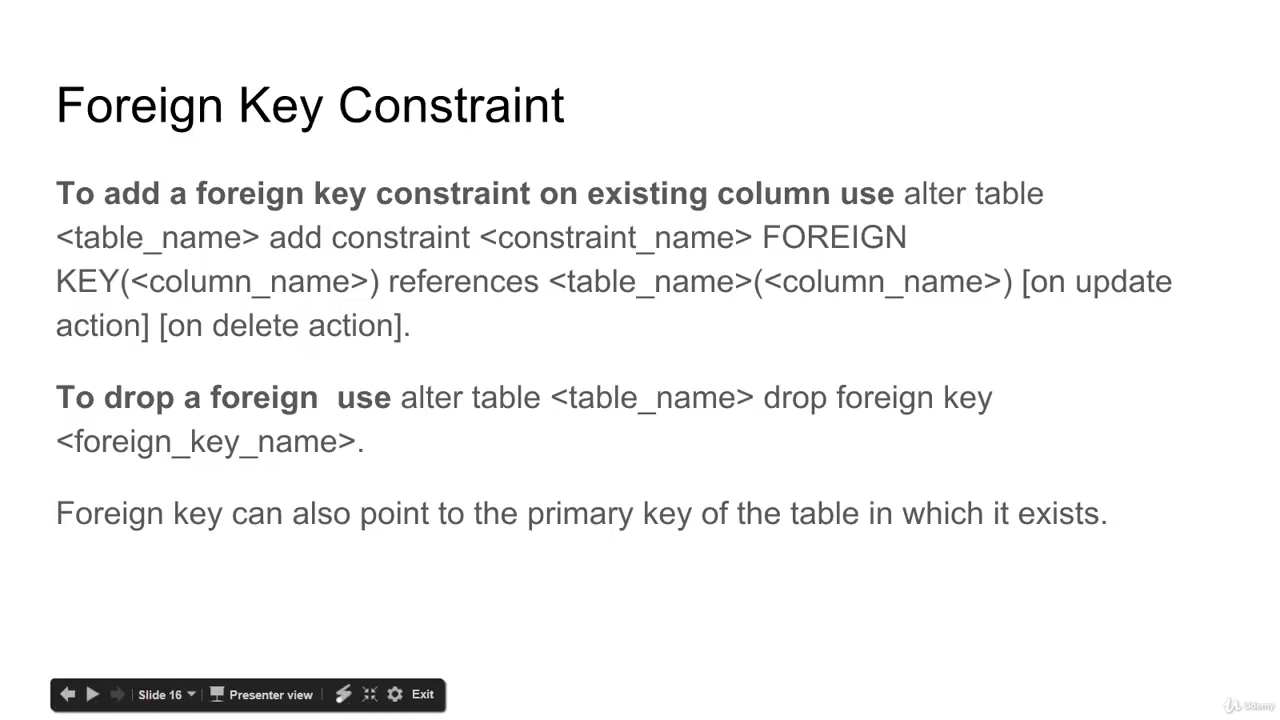 Foreign Key Constraint
To add a foreign key constraint on existing column use alter table
<table_name> add constraint <constraint_name> FOREIGN
KEY(<column_name>) references <table_name>(<column_name>) [on update
action] [on delete action].
To drop a foreign  use alter table <table_name> drop foreign key
<foreign_key_name>.
Foreign key can also point to the primary key of the table in which it exists.
Slide 16 Presenter view Exit
Udemy